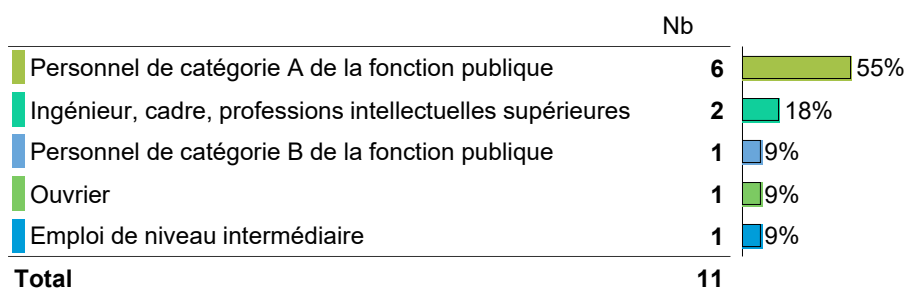 Nb
Personnel de catégorie A de la fonction publique 6 55%
Ingénieur, cadre, professions intellectuelles supérieures 2 18%
Personnel de catégorie B de la fonction publique 1 9%
Ouvrier 1 9%
Emploi de niveau intermédiaire 1 9%
Total 11